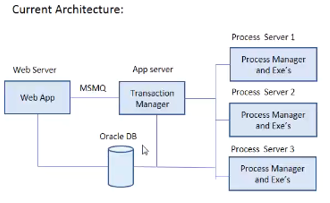 Current Architecture:
Process Server 1
Process Manager
and Exe's
Web Server
App server
MSMQ
Web App
Transaction
Manager
Process Server 2
Process Manager
and Exe's
Oracle DB
Process Server 3
Process Manager
and Exe's